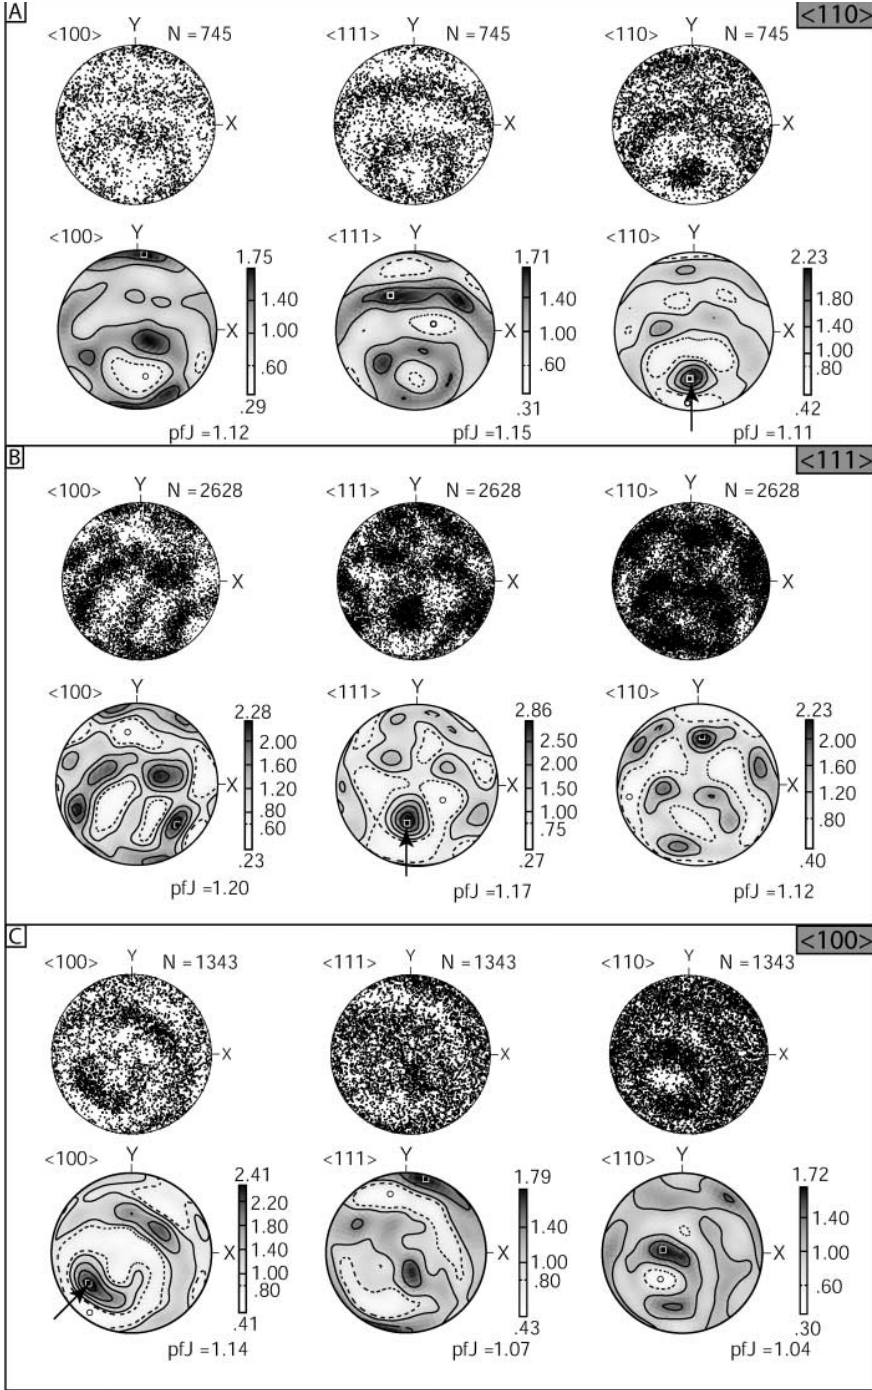 A
<110>
<100> Y N = 745
<111> Y N = 745
<110> Y N = 745
X
X
X
<100> Y
1.75
1.40
1.00
.60
.29
X
pfJ = 1.12
<111> Y
1.71
1.40
1.00
.60
.31
X
pfJ = 1.15
<110> Y
2.23
1.80
1.40
1.00
.80
.42
X
pfJ = 1.11
B
<111>
<100> Y N = 2628
<111> Y N = 2628
<110> Y N = 2628
X
X
X
<100> Y
2.28
2.00
1.60
1.20
.80
.60
.23
X
pfJ = 1.20
<111> Y
2.86
2.50
2.00
1.50
1.00
.75
.27
X
pfJ = 1.17
<110> Y
2.23
2.00
1.60
1.20
.80
.40
X
pfJ = 1.12
C
<100>
<100> Y N = 1343
<111> Y N = 1343
<110> Y N = 1343
X
X
X
<100> Y
2.41
2.20
1.80
1.40
1.00
.80
.41
X
pfJ = 1.14
<111> Y
1.79
1.40
1.00
.80
.43
X
pfJ = 1.07
<110> Y
1.72
1.40
1.00
.60
.30
X
pfJ = 1.04